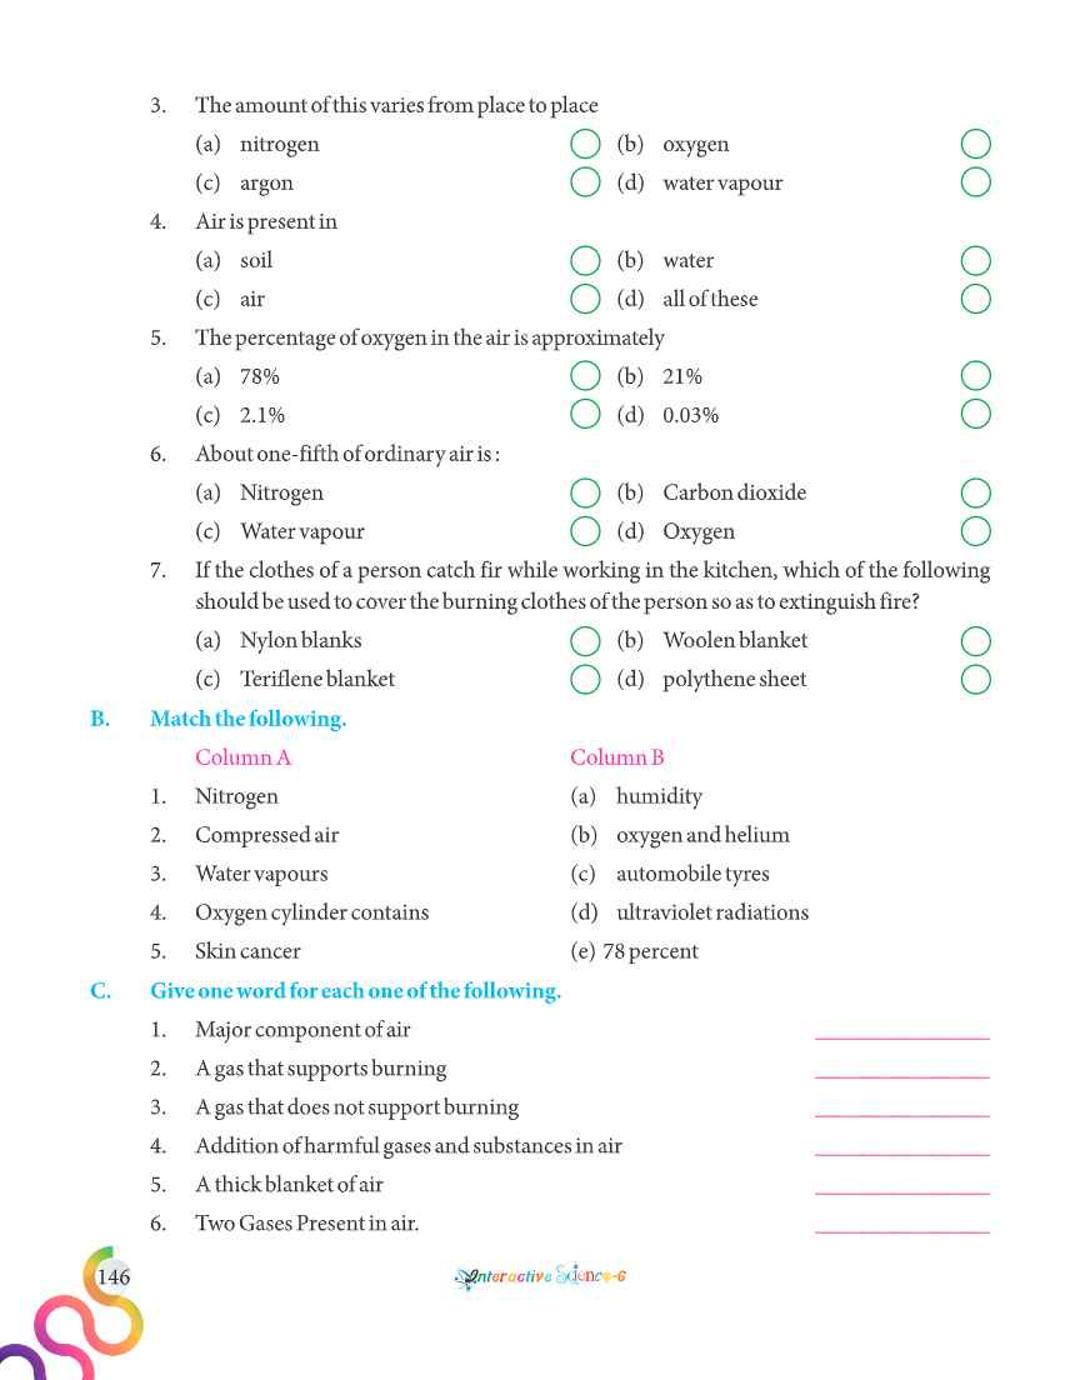 3. The amount of this varies from place to place
(a) nitrogen (b) oxygen
(c) argon (d) water vapour
4. Air is present in
(a) soil (b) water
(c) air (d) all of these
5. The percentage of oxygen in the air is approximately
(a) 78% (b) 21%
(c) 2.1% (d) 0.03%
6. About one-fifth of ordinary air is :
(a) Nitrogen (b) Carbon dioxide
(c) Water vapour (d) Oxygen
7. If the clothes of a person catch fir while working in the kitchen, which of the following
should be used to cover the burning clothes of the person so as to extinguish fire?
(a) Nylon blanks (b) Woolen blanket
(c) Teriflene blanket (d) polythene sheet
B. Match the following.
Column A Column B
1. Nitrogen (a) humidity
2. Compressed air (b) oxygen and helium
3. Water vapours (c) automobile tyres
4. Oxygen cylinder contains (d) ultraviolet radiations
5. Skin cancer (e) 78 percent
C. Give one word for each one of the following.
1. Major component of air
2. A gas that supports burning
3. A gas that does not support burning
4. Addition of harmful gases and substances in air
5. A thick blanket of air
6. Two Gases Present in air.
146 Interactive Science-6